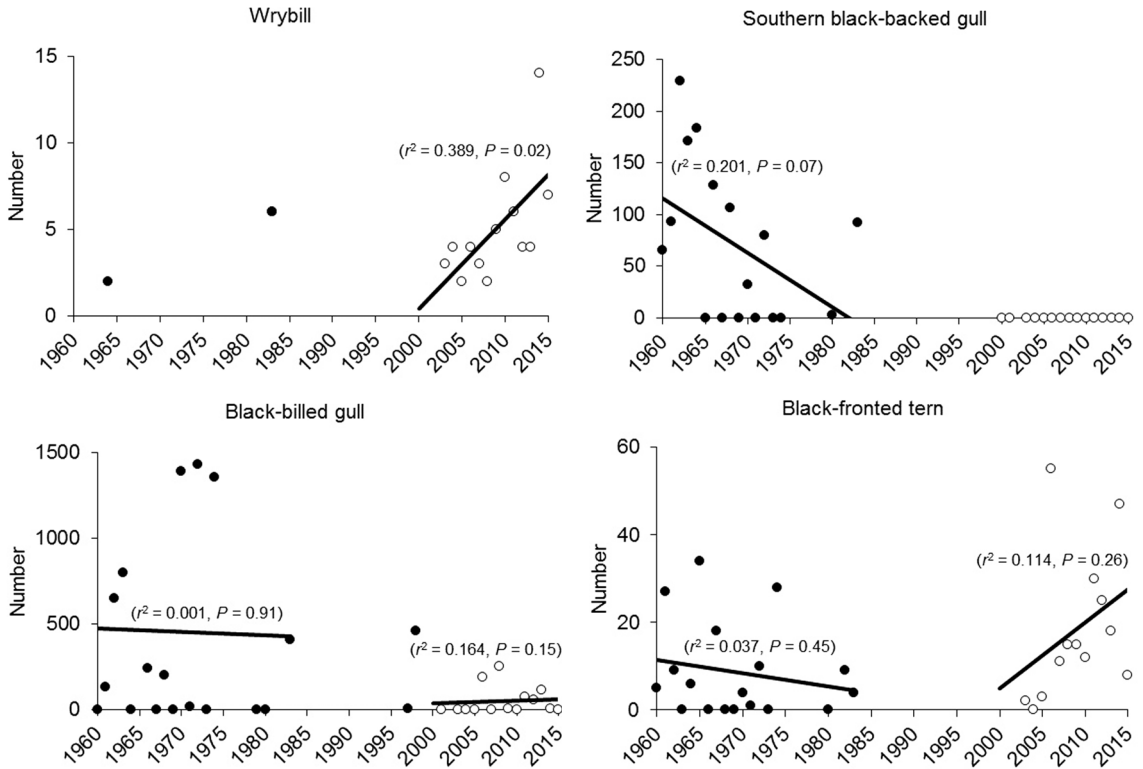 Wrybill
Number
15
10
5
0
(r² = 0.389, P = 0.02)
1960 1965 1970 1975 1980 1985 1990 1995 2000 2005 2010 2015
Southern black-backed gull
Number
250
200
150
100
50
0
(r² = 0.201, P = 0.07)
1960 1965 1970 1975 1980 1985 1990 1995 2000 2005 2010 2015
Black-billed gull
Number
1500
1000
500
0
(r² = 0.001, P = 0.91)
(r² = 0.164, P = 0.15)
1960 1965 1970 1975 1980 1985 1990 1995 2000 2005 2010 2015
Black-fronted tern
Number
60
40
20
0
(r² = 0.114, P = 0.26)
(r² = 0.037, P = 0.45)
1960 1965 1970 1975 1980 1985 1990 1995 2000 2005 2010 2015